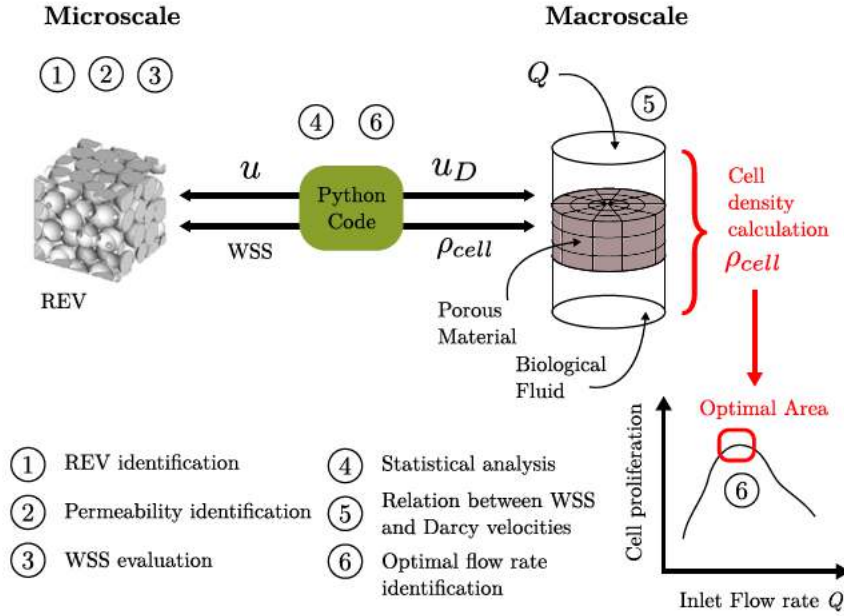 Microscale
Macroscale
1 2 3
4 6
Q
5
u
Python
Code
u_D
WSS
ρ_cell
REV
Cell
density
calculation
ρ_cell
Porous
Material
Biological
Fluid
Optimal Area
6
Cell proliferation
Inlet Flow rate Q
1 REV identification
2 Permeability identification
3 WSS evaluation
4 Statistical analysis
5 Relation between WSS
and Darcy velocities
6 Optimal flow rate
identification